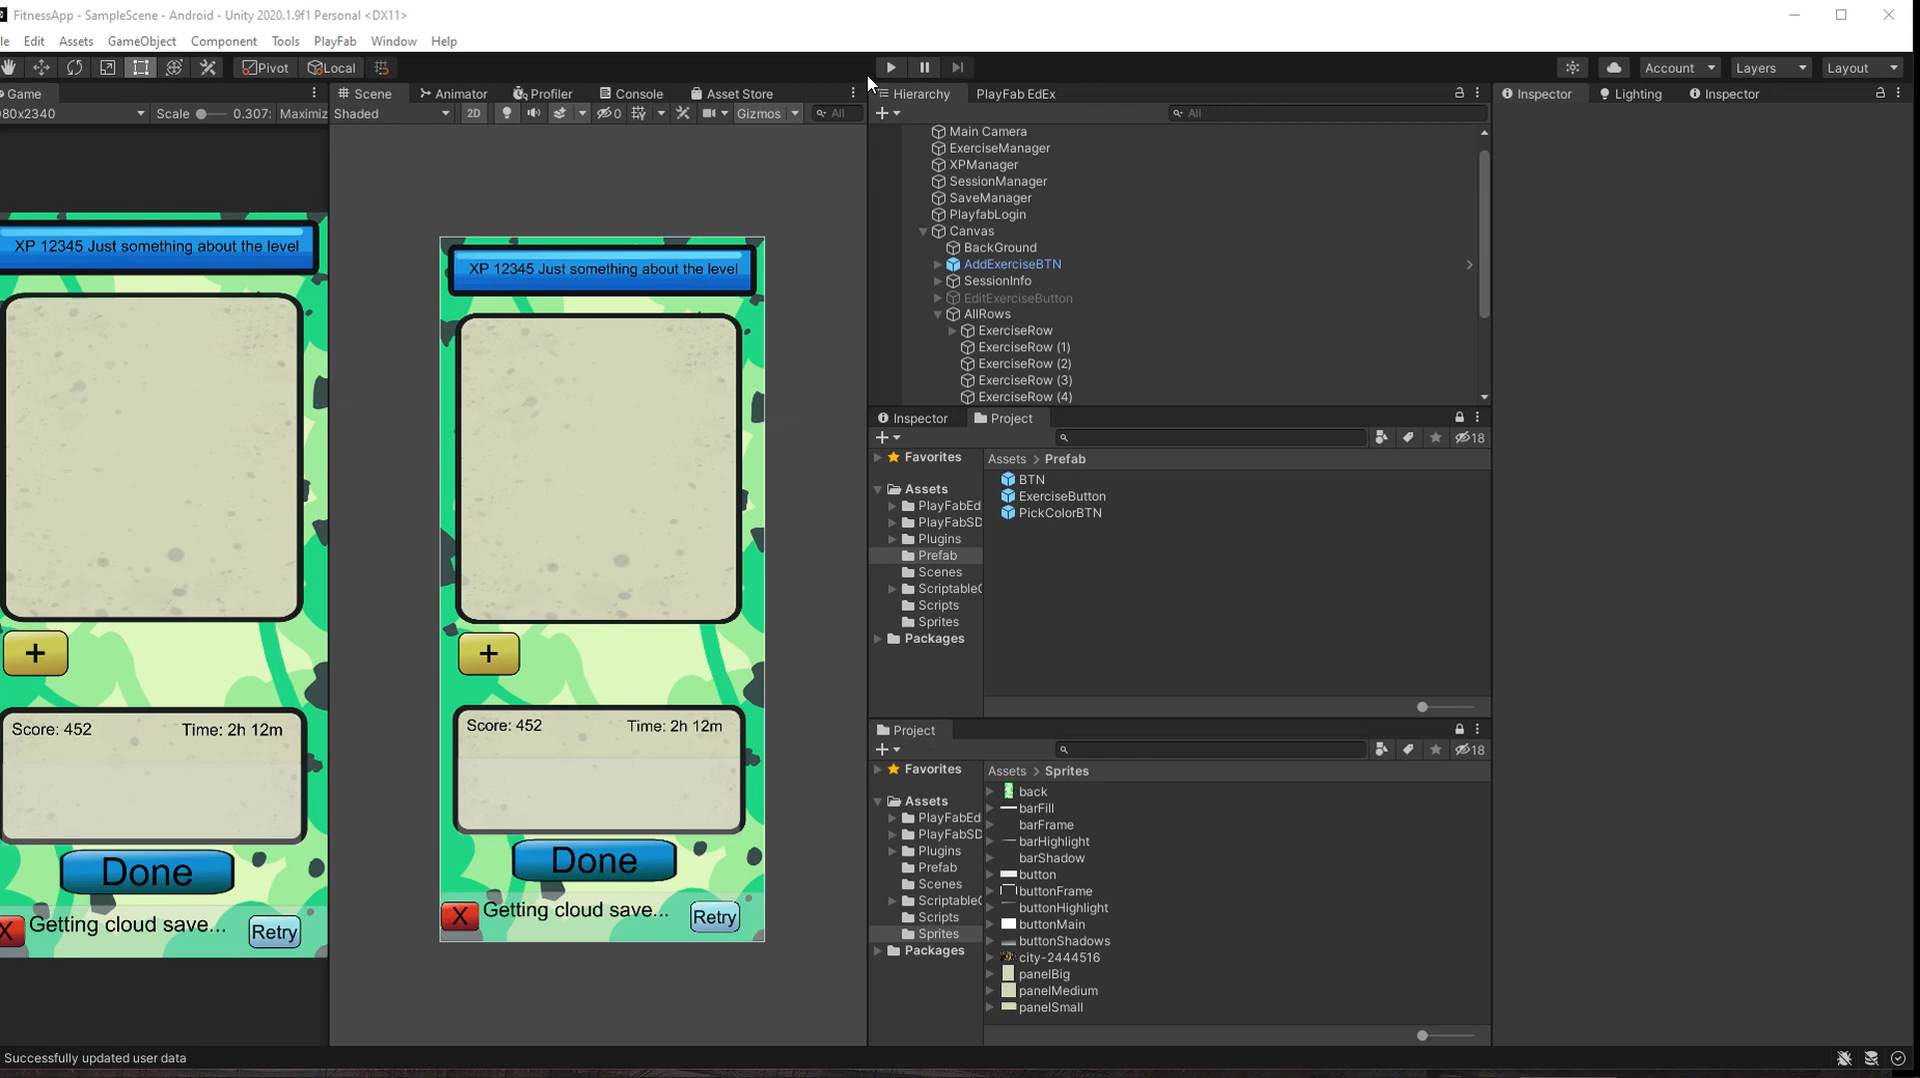 FitnessApp - SampleScene - Android - Unity 2020.1.9f1 Personal <DX11>
le Edit Assets GameObject Component Tools PlayFab Window Help
Pivot Local
Account Layers Layout
Game
080x2340 Scale 0.307: Maximiz
Scene Animator Profiler Console Asset Store
Shaded 2D 0 Gizmos All
XP 12345 Just something about the level
+
Score: 452 Time: 2h 12m
Done
X Getting cloud save... Retry
XP 12345 Just something about the level
+
Score: 452 Time: 2h 12m
Done
X Getting cloud save... Retry
Hierarchy PlayFab EdEx
All
Main Camera
ExerciseManager
XPManager
SessionManager
SaveManager
PlayfabLogin
Canvas
BackGround
AddExerciseBTN
SessionInfo
EditExerciseButton
AllRows
ExerciseRow
ExerciseRow (1)
ExerciseRow (2)
ExerciseRow (3)
ExerciseRow (4)
Inspector Project
18
Favorites
Assets
PlayFabEd
PlayFabSD
Plugins
Prefab
Scenes
Scriptable
Scripts
Sprites
Packages
Assets > Prefab
BTN
ExerciseButton
PickColorBTN
Project
18
Favorites
Assets
PlayFabEd
PlayFabSD
Plugins
Prefab
Scenes
Scriptable
Scripts
Sprites
Packages
Assets > Sprites
back
barFill
barFrame
barHighlight
barShadow
button
buttonFrame
buttonHighlight
buttonMain
buttonShadows
city-2444516
panelBig
panelMedium
panelSmall
Inspector Lighting Inspector
Successfully updated user data